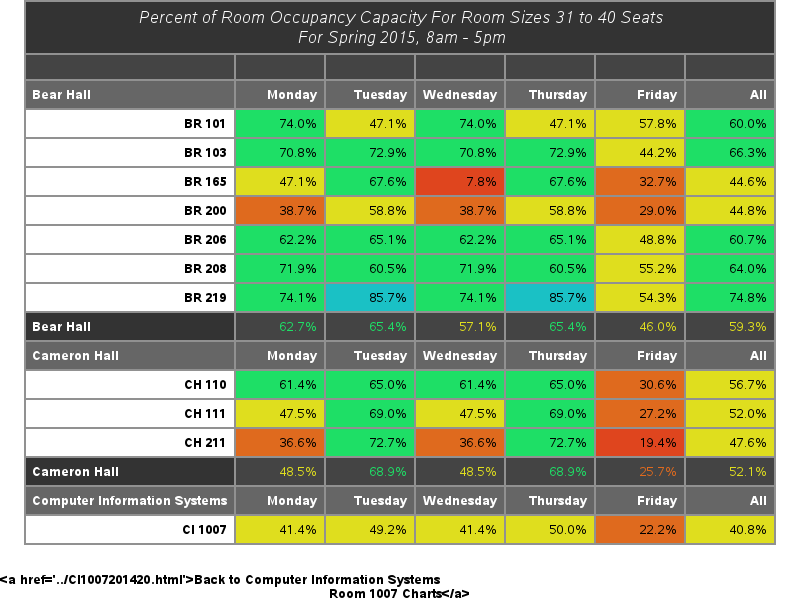 Percent of Room Occupancy Capacity For Room Sizes 31 to 40 Seats
For Spring 2015, 8am - 5pm
Bear Hall Monday Tuesday Wednesday Thursday Friday All
BR 101 74.0% 47.1% 74.0% 47.1% 57.8% 60.0%
BR 103 70.8% 72.9% 70.8% 72.9% 44.2% 66.3%
BR 165 47.1% 67.6% 7.8% 67.6% 32.7% 44.6%
BR 200 38.7% 58.8% 38.7% 58.8% 29.0% 44.8%
BR 206 62.2% 65.1% 62.2% 65.1% 48.8% 60.7%
BR 208 71.9% 60.5% 71.9% 60.5% 55.2% 64.0%
BR 219 74.1% 85.7% 74.1% 85.7% 54.3% 74.8%
Bear Hall 62.7% 65.4% 57.1% 65.4% 46.0% 59.3%
Cameron Hall Monday Tuesday Wednesday Thursday Friday All
CH 110 61.4% 65.0% 61.4% 65.0% 30.6% 56.7%
CH 111 47.5% 69.0% 47.5% 69.0% 27.2% 52.0%
CH 211 36.6% 72.7% 36.6% 72.7% 19.4% 47.6%
Cameron Hall 48.5% 68.9% 48.5% 68.9% 25.7% 52.1%
Computer Information Systems Monday Tuesday Wednesday Thursday Friday All
CI 1007 41.4% 49.2% 41.4% 50.0% 22.2% 40.8%
<a href='../CI1007201420.html'>Back to Computer Information Systems
Room 1007 Charts</a>